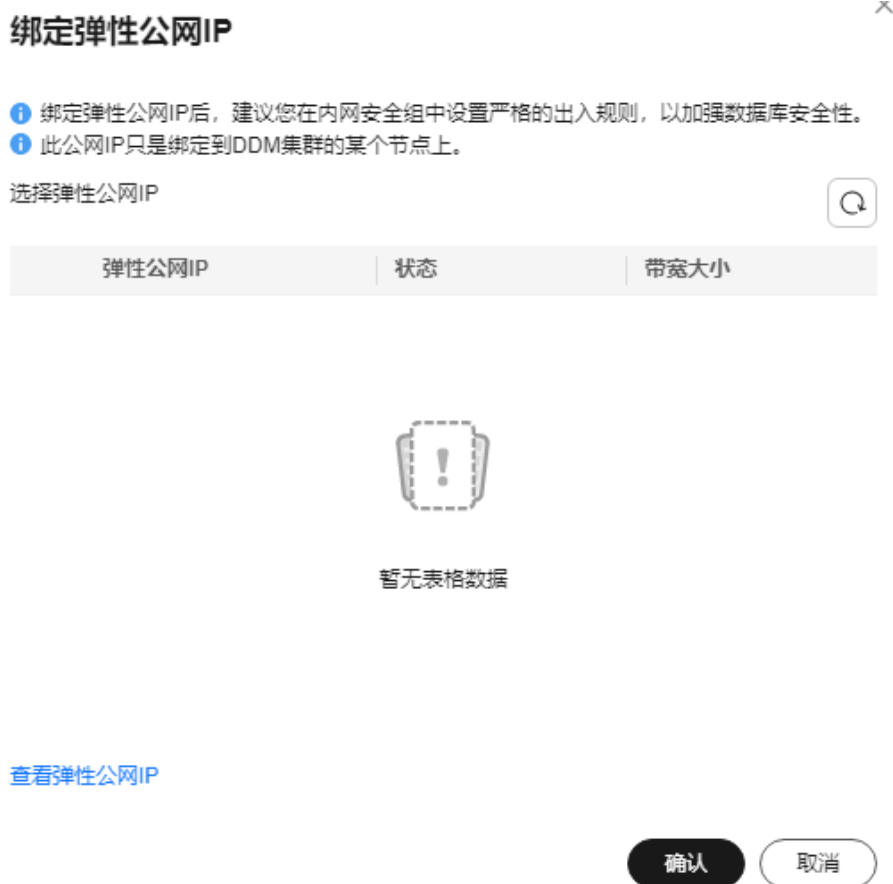 绑定弹性公网IP
绑定弹性公网IP后，建议您在内网安全组中设置严格的出入规则，以加强数据库安全性。
此公网IP只是绑定到DDM集群的某个节点上。
选择弹性公网IP
弹性公网IP 状态 带宽大小
暂无表格数据
查看弹性公网IP
确认 取消